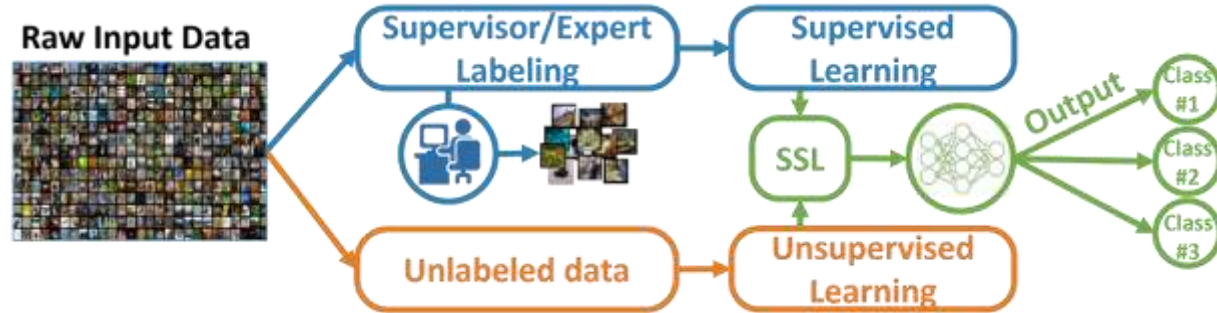 Raw Input Data
Supervisor/Expert
Labeling
Supervised
Learning
SSL
Output
Class
#1
Class
#2
Class
#3
Unlabeled data
Unsupervised
Learning